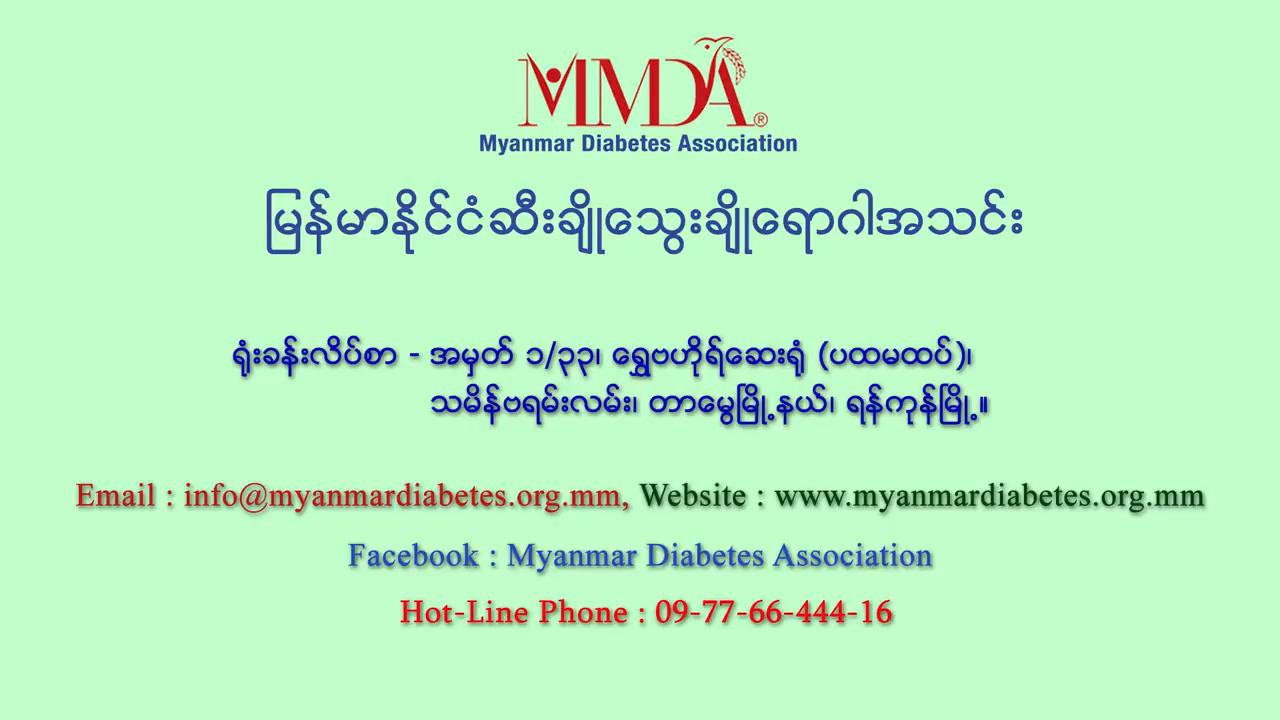 MMDA®
Myanmar Diabetes Association
မြန်မာနိုင်ငံဆီးချိုသွေးချိုရောဂါအသင်း
ရုံးခန်းလိပ်စာ - အမှတ် ၁/၃၃၊ ရွှေဗဟိုရ်ဆေးရုံ (ပထမထပ်)၊
သမိန်ဗရမ်းလမ်း၊ တာမွေမြို့နယ်၊ ရန်ကုန်မြို့။
Email : info@myanmardiabetes.org.mm, Website : www.myanmardiabetes.org.mm
Facebook : Myanmar Diabetes Association
Hot-Line Phone : 09-77-66-444-16